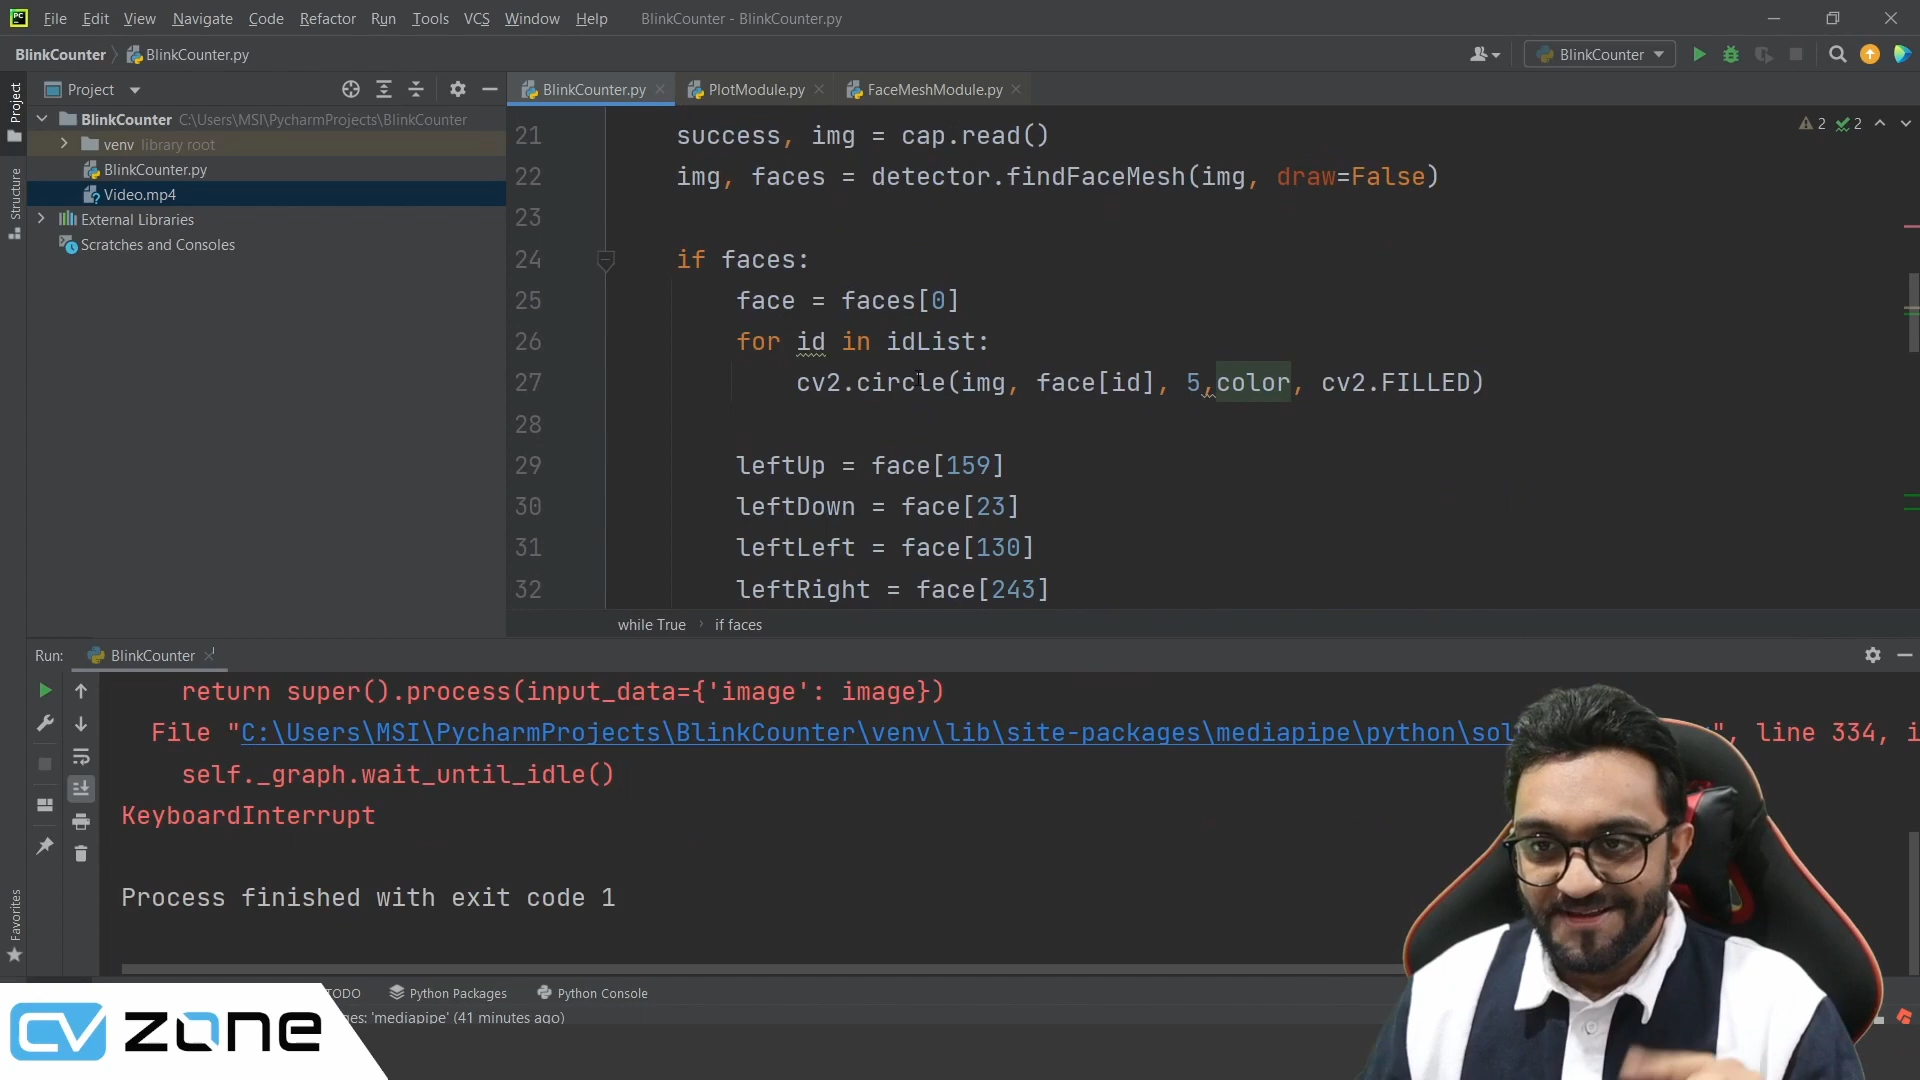 File Edit View Navigate Code Refactor Run Tools VCS Window Help BlinkCounter - BlinkCounter.py
BlinkCounter BlinkCounter.py
BlinkCounter
Project
BlinkCounter.py PlotModule.py FaceMeshModule.py
Project
BlinkCounter C:\Users\MSI\PycharmProjects\BlinkCounter
venv library root
BlinkCounter.py
Video.mp4
External Libraries
Scratches and Consoles
Structure
2 2
21 success, img = cap.read()
22 img, faces = detector.findFaceMesh(img, draw=False)
23
24 if faces:
25 face = faces[0]
26 for id in idList:
27 cv2.circle(img, face[id], 5,color, cv2.FILLED)
28
29 leftUp = face[159]
30 leftDown = face[23]
31 leftLeft = face[130]
32 leftRight = face[243]
while True if faces
Run: BlinkCounter
return super().process(input_data={'image': image})
File "C:\Users\MSI\PycharmProjects\BlinkCounter\venv\lib\site-packages\mediapipe\python\sol ", line 334, i
self._graph.wait_until_idle()
KeyboardInterrupt
Process finished with exit code 1
Favorites
TODO Python Packages Python Console
ges: 'mediapipe' (41 minutes ago)
CV zone